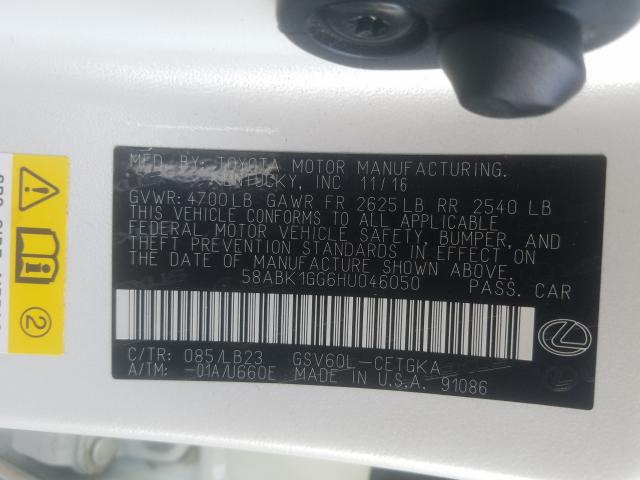 MFD. BY: TOYOTA MOTOR MANUFACTURING.
KENTUCKY, INC 11/16
GVWR: 4700LB GAWR FR 2625LB RR 2540 LB
THIS VEHICLE CONFORMS TO ALL APPLICABLE
FEDERAL MOTOR VEHICLE SAFETY, BUMPER, AND
THEFT PREVENTION STANDARDS IN EFFECT ON
THE DATE OF MANUFACTURE SHOWN ABOVE.
58ABK1GG6HU046050 PASS. CAR
C/TR: 085/LB23 GSV60L-CETGKA
A/TM: -01A/U660E MADE IN U.S.A. 91086
2